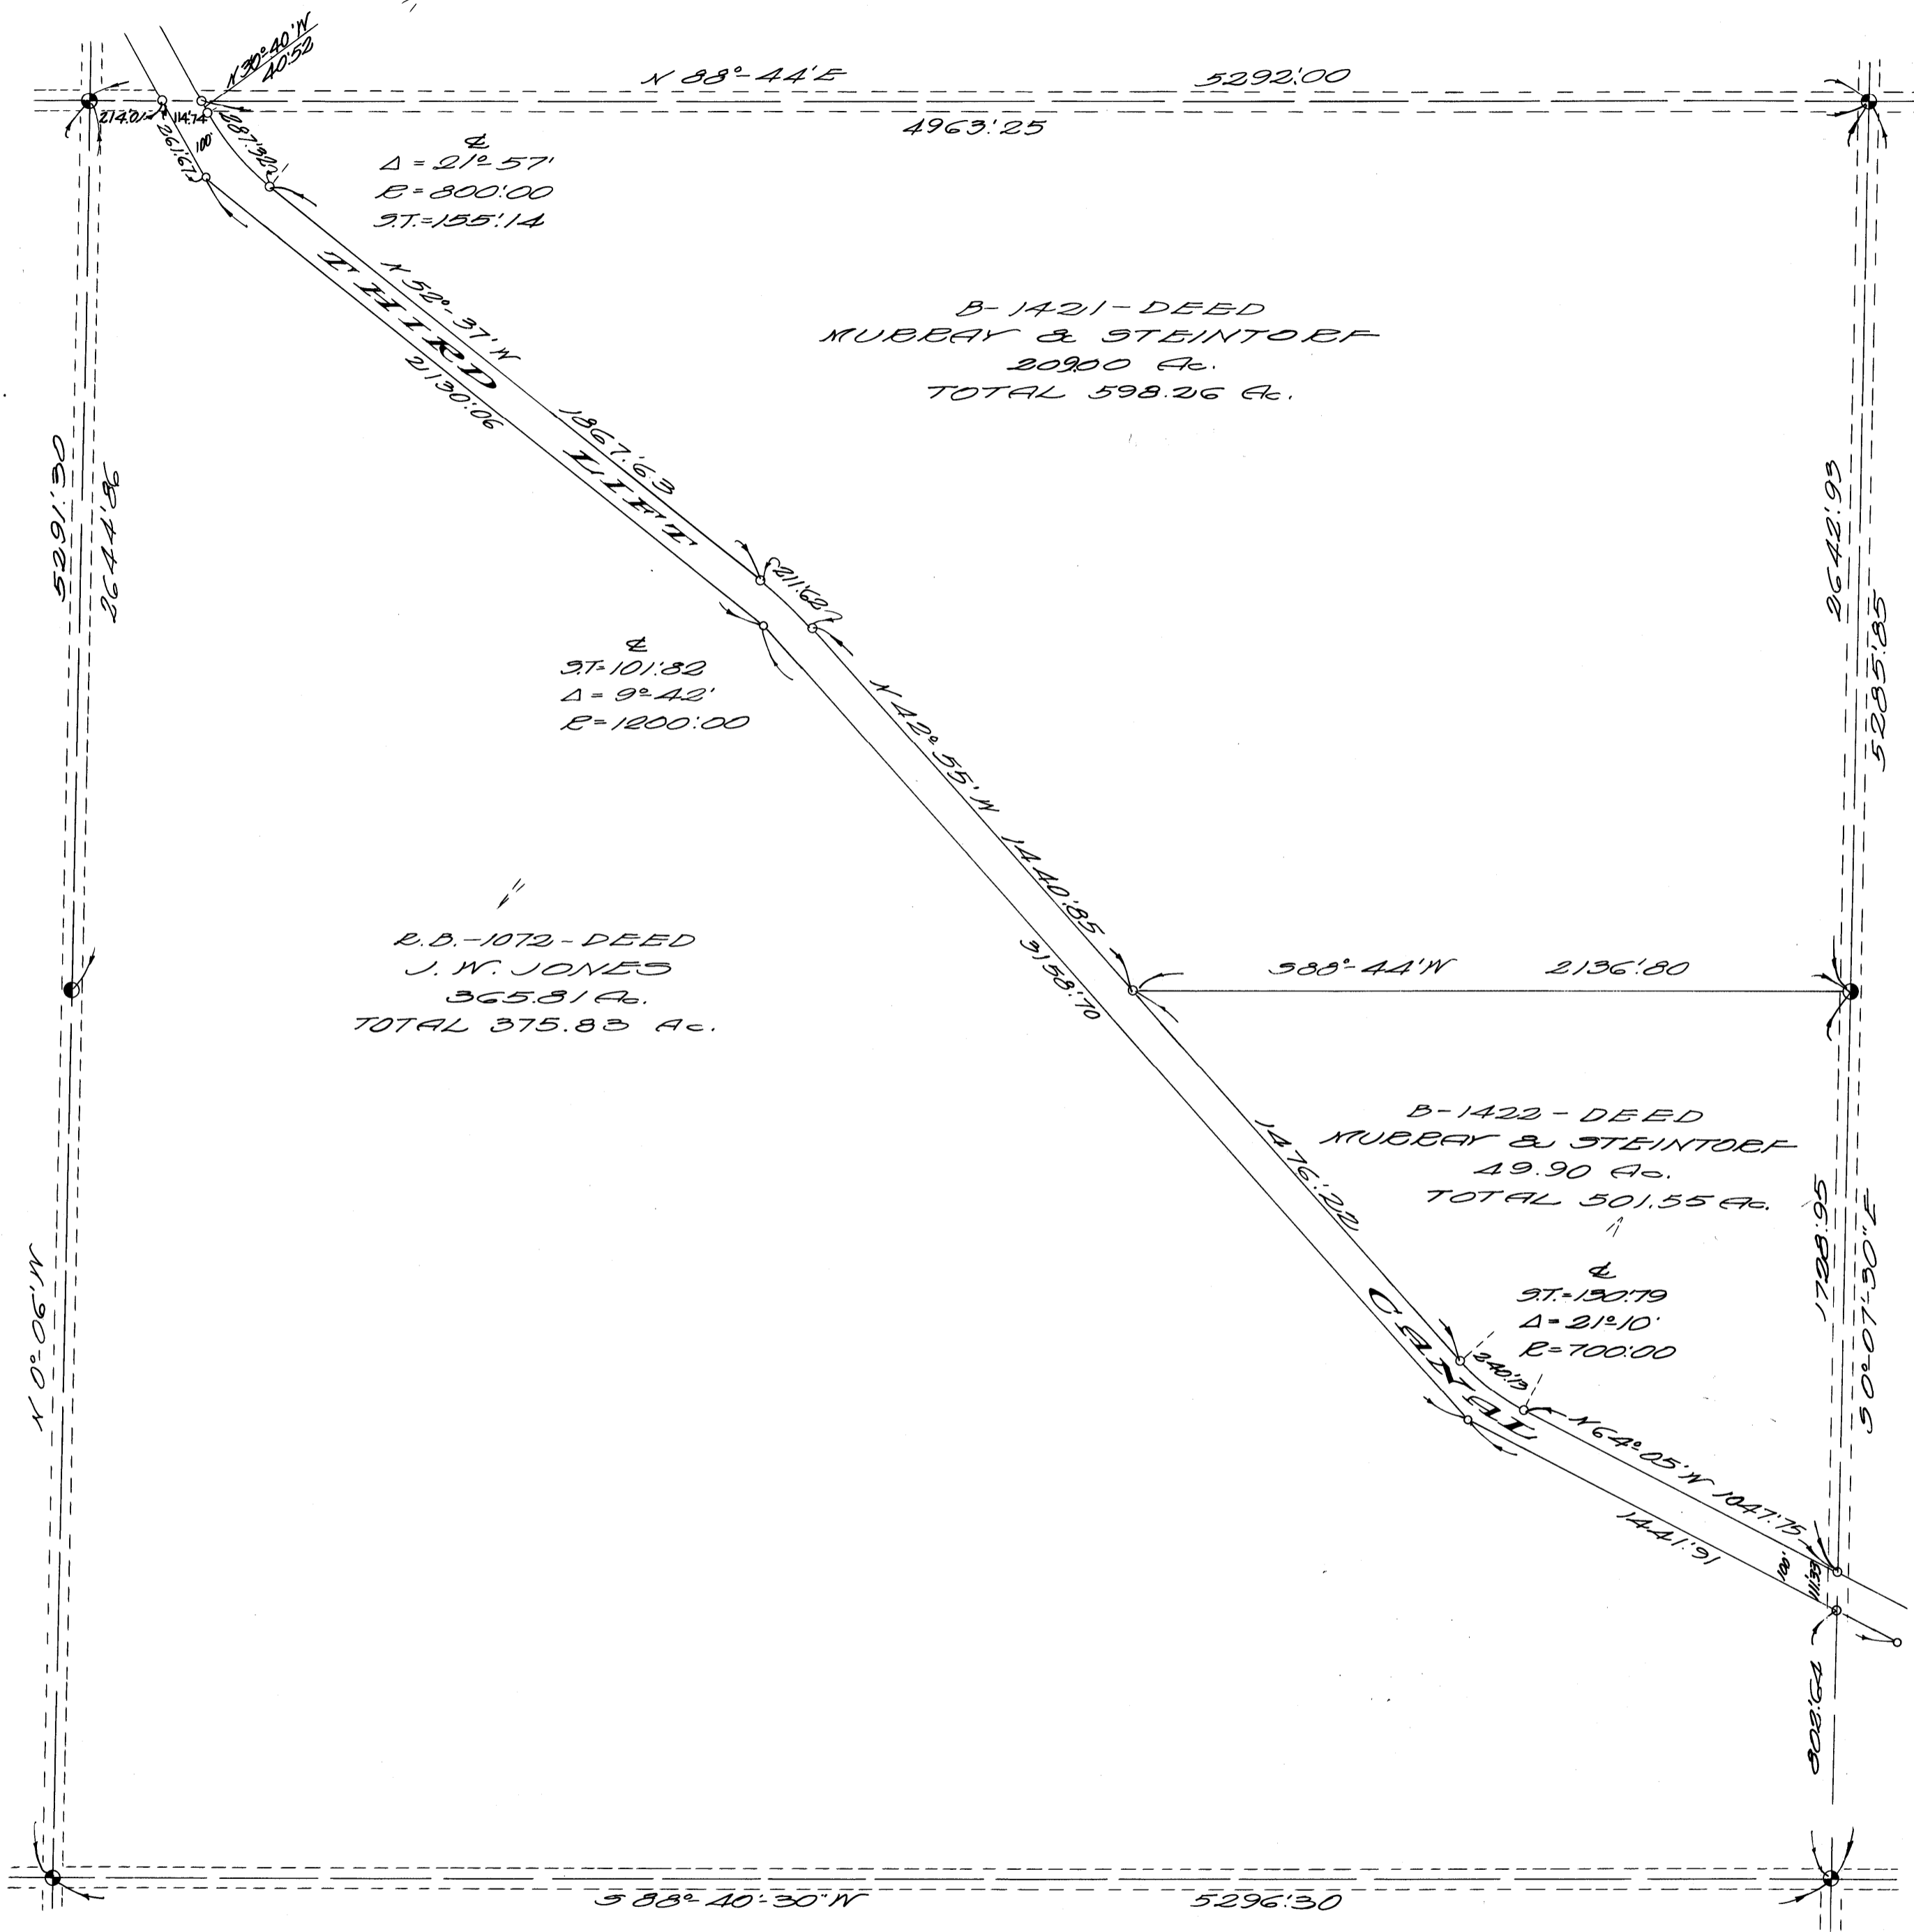 N 30°-40'W
40'.52
N 88°-44'E
5292'.00
214'.01
114'.74
4963'.25
261'.67
100'
287'.32
℄
Δ = 21°-57'
R = 800'.00
S.T. = 155'.14
N 52°-37'W
1867'.63
THIRD LIFT CANAL
2130'.06
B-1421-DEED
MURRAY & STEINTORF
209.00 Ac.
TOTAL 598.26 Ac.
5291'.30
2644'.86
2642'.93
5285'.85
211'.62
℄
S.T. = 101'.82
Δ = 9°-42'
R = 1200'.00
N 42°-55'W
1440'.85
3158'.70
R.B.-1072-DEED
J. W. JONES
365.81 Ac.
TOTAL 375.83 Ac.
S88°-44'W
2136'.80
B-1422-DEED
MURRAY & STEINTORF
49.90 Ac.
TOTAL 501.55 Ac.
1476'.22
℄
S.T. = 130'.79
Δ = 21°10'
R = 700'.00
1728'.95
S 0°-07'-30"E
N 0°-06'W
240'.13
N 64°-05'W 1047'.75
1441'.91
100'
111'.33
802'.64
S 88°-40'-30"W
5296'.30